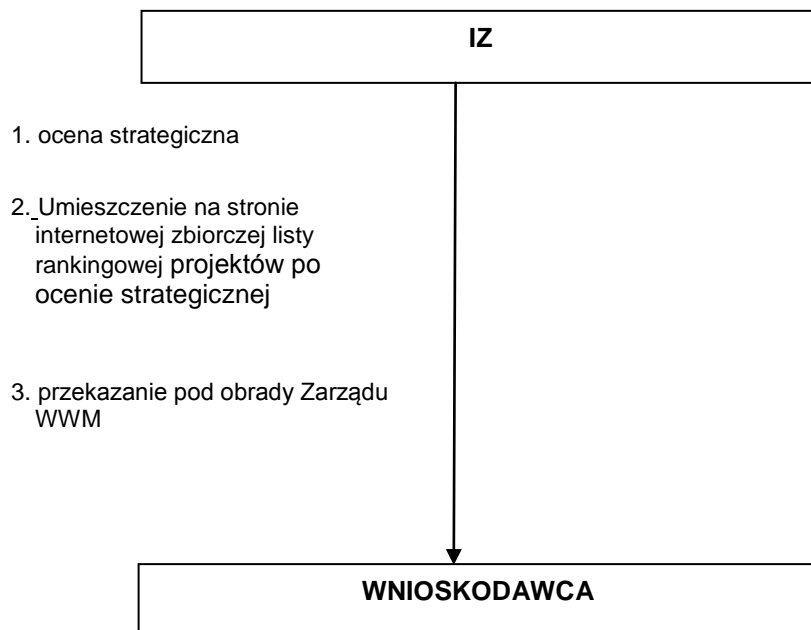 IZ
1. ocena strategiczna
2. Umieszczenie na stronie
internetowej zbiorczej listy
rankingowej projektów po
ocenie strategicznej
3. przekazanie pod obrady Zarządu
WWM
WNIOSKODAWCA